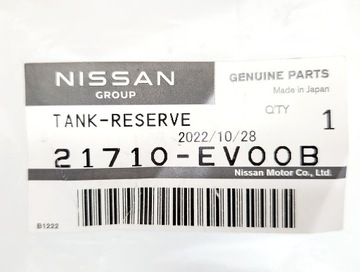 NISSAN
GROUP
GENUINE PARTS
Made in Japan
TANK-RESERVE
Q'TY
1
2022/10/28
21710-EV00B
Nissan Motor Co., Ltd.
B1222